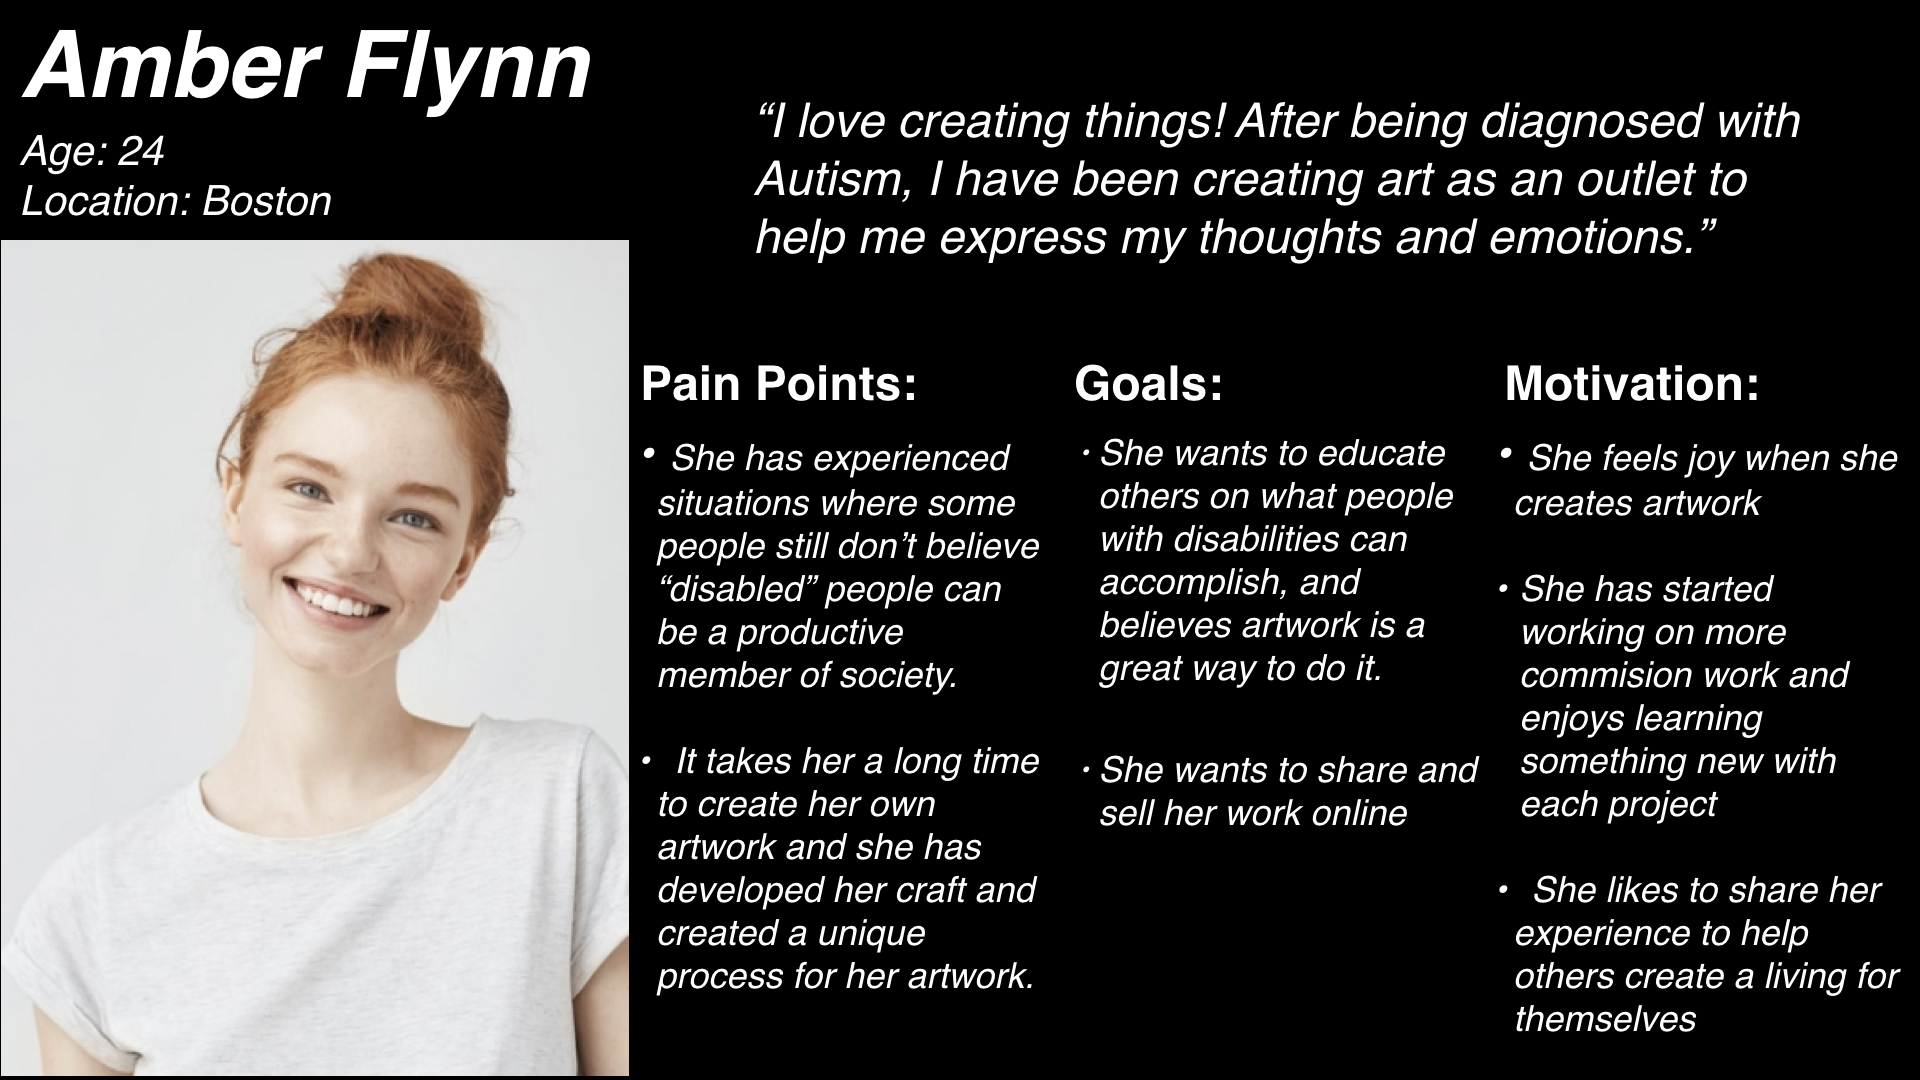 Amber Flynn
Age: 24
Location: Boston
“I love creating things! After being diagnosed with
Autism, I have been creating art as an outlet to
help me express my thoughts and emotions.”
Pain Points:
• She has experienced
situations where some
people still don’t believe
“disabled” people can
be a productive
member of society.
• It takes her a long time
to create her own
artwork and she has
developed her craft and
created a unique
process for her artwork.
Goals:
• She wants to educate
others on what people
with disabilities can
accomplish, and
believes artwork is a
great way to do it.
• She wants to share and
sell her work online
Motivation:
• She feels joy when she
creates artwork
• She has started
working on more
commision work and
enjoys learning
something new with
each project
• She likes to share her
experience to help
others create a living for
themselves